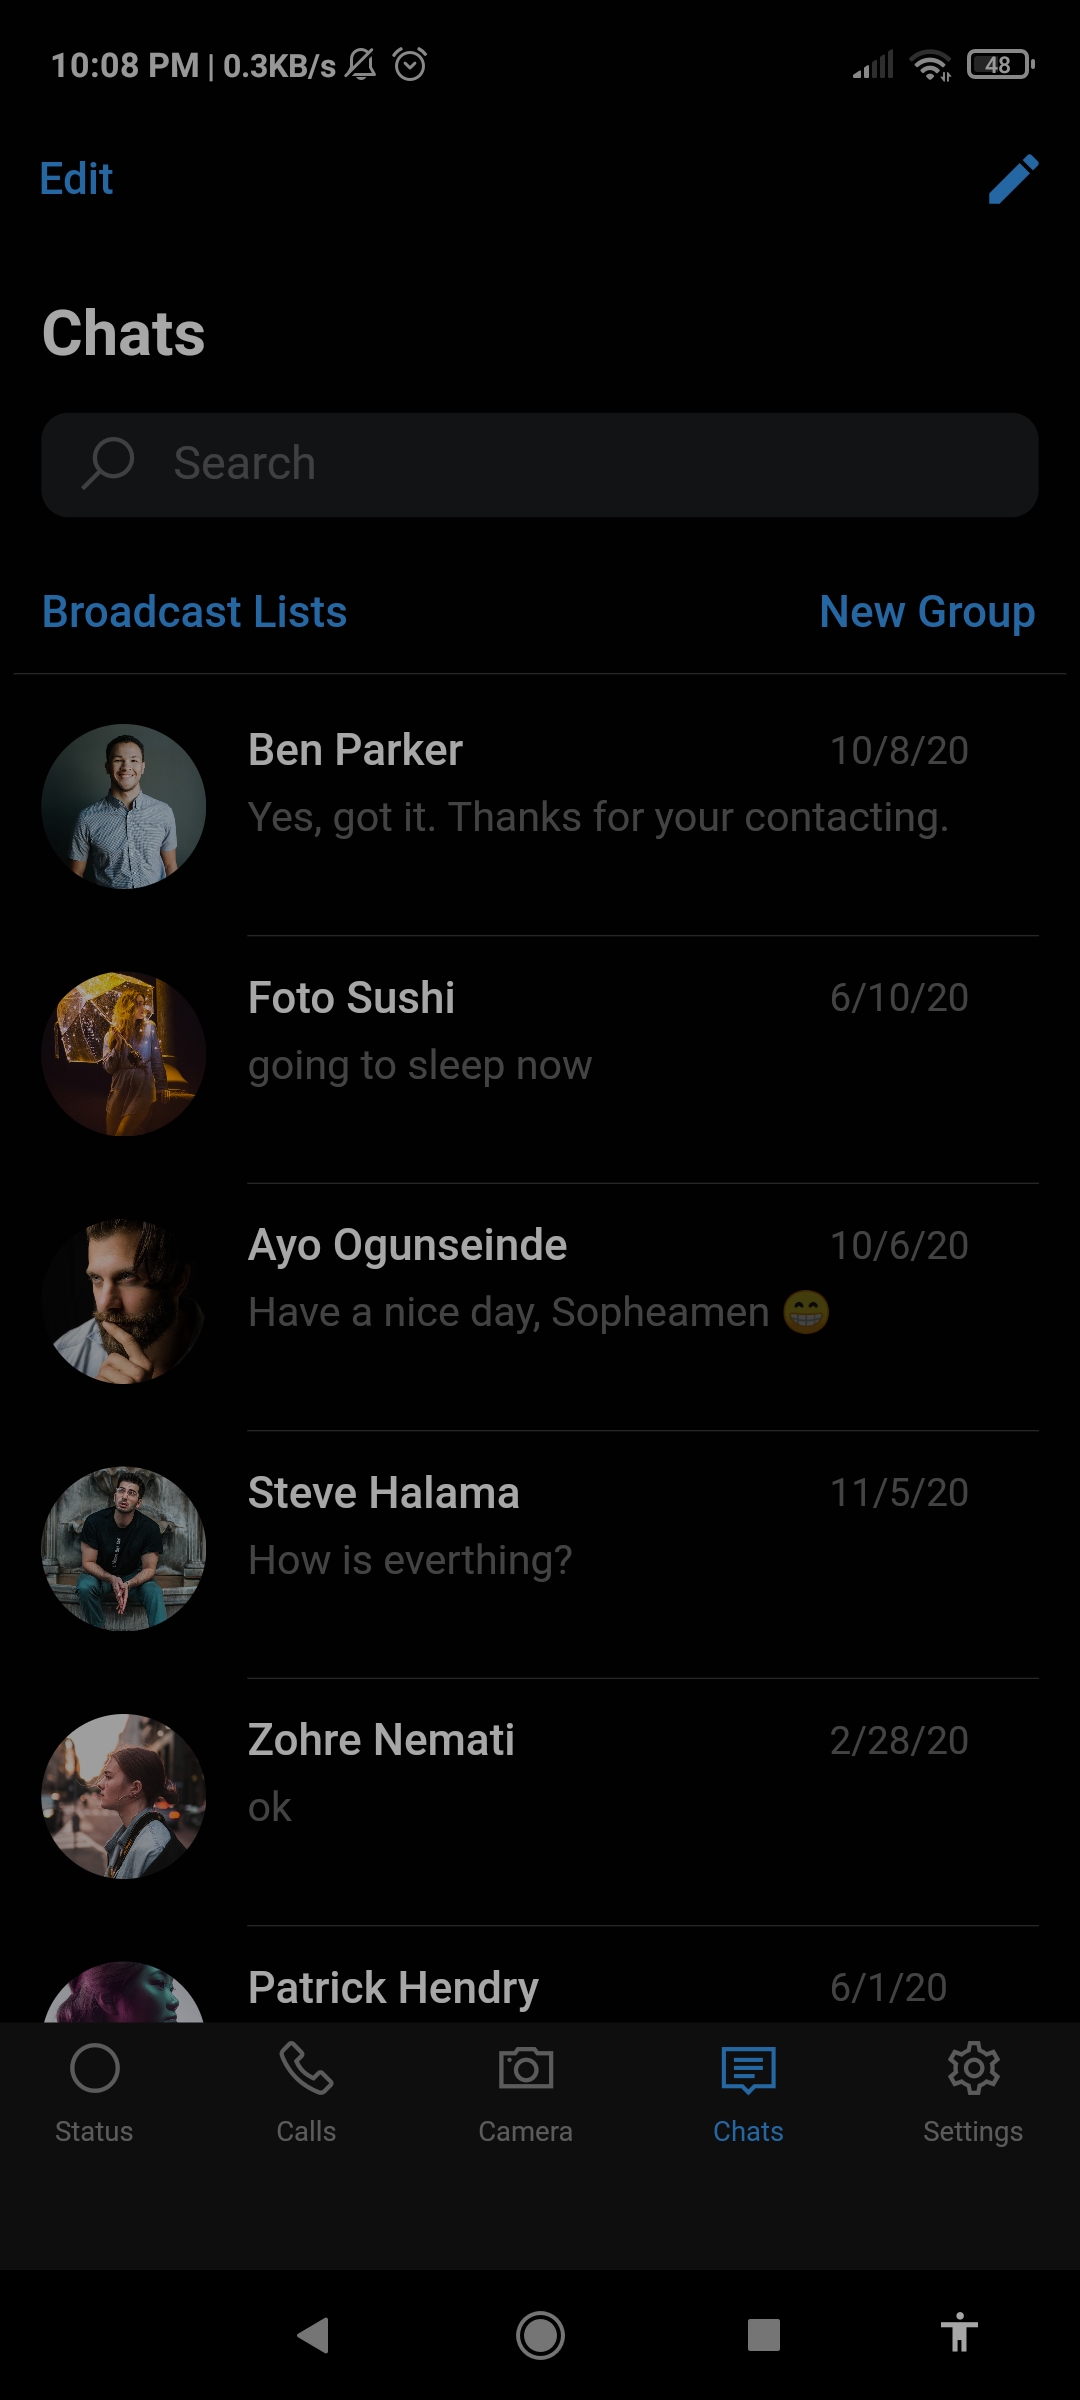 10:08 PM | 0.3KB/s
48
Edit
Chats
Search
Broadcast Lists
New Group
Ben Parker
10/8/20
Yes, got it. Thanks for your contacting.
Foto Sushi
6/10/20
going to sleep now
Ayo Ogunseinde
10/6/20
Have a nice day, Sopheamen 😁
Steve Halama
11/5/20
How is everthing?
Zohre Nemati
2/28/20
ok
Patrick Hendry
6/1/20
Status
Calls
Camera
Chats
Settings